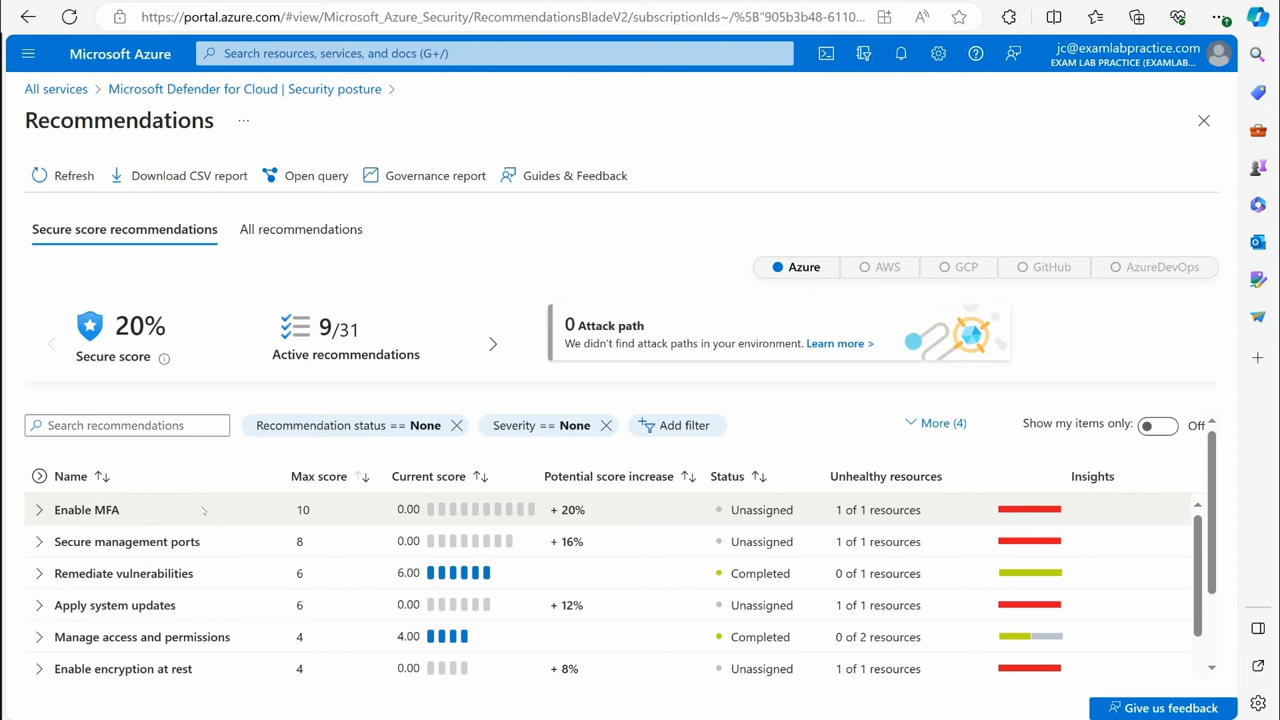 https://portal.azure.com/#view/Microsoft_Azure_Security/RecommendationsBladeV2/subscriptionIds~/%5B"905b3b48-6110...
Microsoft Azure
Search resources, services, and docs (G+/)
jc@examlabpractice.com
EXAM LAB PRACTICE (EXAMLAB...
All services > Microsoft Defender for Cloud | Security posture >
Recommendations ...
Refresh Download CSV report Open query Governance report Guides & Feedback
Secure score recommendations All recommendations
Azure AWS GCP GitHub AzureDevOps
20%
Secure score
9/31
Active recommendations
0 Attack path
We didn't find attack paths in your environment. Learn more >
Search recommendations Recommendation status == None Severity == None Add filter More (4) Show my items only: Off
Name Max score Current score Potential score increase Status Unhealthy resources Insights
Enable MFA 10 0.00 + 20% Unassigned 1 of 1 resources
Secure management ports 8 0.00 + 16% Unassigned 1 of 1 resources
Remediate vulnerabilities 6 6.00 Completed 0 of 1 resources
Apply system updates 6 0.00 + 12% Unassigned 1 of 1 resources
Manage access and permissions 4 4.00 Completed 0 of 2 resources
Enable encryption at rest 4 0.00 + 8% Unassigned 1 of 1 resources
Give us feedback